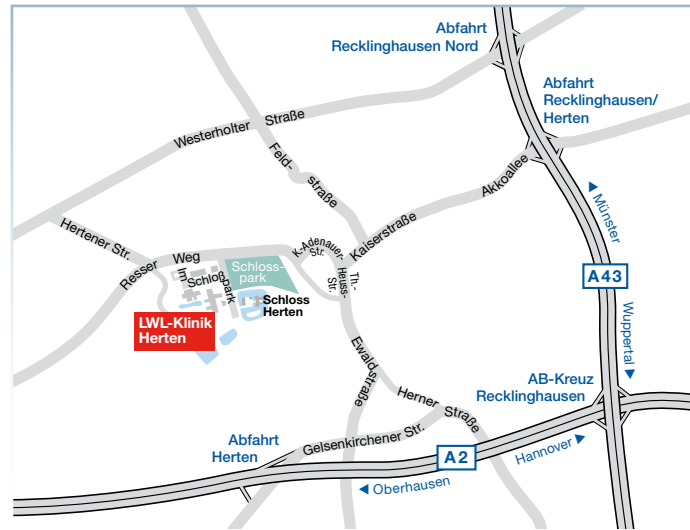 Abfahrt
Recklinghausen Nord
Abfahrt
Recklinghausen/
Herten
Westerholter Straße
Feld-
straße
Akkoallee
Kaiserstraße
Münster
Hertener Str.
Resser Weg
K-Adenauer-
Str.
Th.-
Heuss-
Str.
Im
Schloß
park
Schloss-
park
Schloss
Herten
A43
LWL-Klinik
Herten
Wuppertal
Ewaldstraße
AB-Kreuz
Recklinghausen
Herner Straße
Abfahrt
Herten
Gelsenkirchener Str.
A2
Hannover
Oberhausen